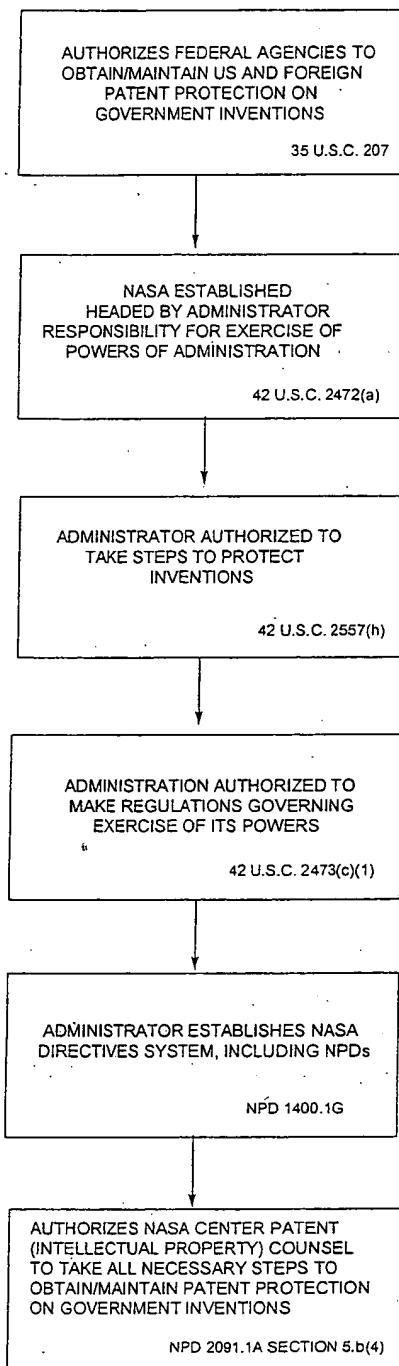 AUTHORIZES FEDERAL AGENCIES TO
OBTAIN/MAINTAIN US AND FOREIGN
PATENT PROTECTION ON
GOVERNMENT INVENTIONS
35 U.S.C. 207
NASA ESTABLISHED
HEADED BY ADMINISTRATOR
RESPONSIBILITY FOR EXERCISE OF
POWERS OF ADMINISTRATION
42 U.S.C. 2472(a)
ADMINISTRATOR AUTHORIZED TO
TAKE STEPS TO PROTECT
INVENTIONS
42 U.S.C. 2557(h)
ADMINISTRATION AUTHORIZED TO
MAKE REGULATIONS GOVERNING
EXERCISE OF ITS POWERS
42 U.S.C. 2473(c)(1)
ADMINISTRATOR ESTABLISHES NASA
DIRECTIVES SYSTEM, INCLUDING NPDs
NPD 1400.1G
AUTHORIZES NASA CENTER PATENT
(INTELLECTUAL PROPERTY) COUNSEL
TO TAKE ALL NECESSARY STEPS TO
OBTAIN/MAINTAIN PATENT PROTECTION
ON GOVERNMENT INVENTIONS
NPD 2091.1A SECTION 5.b(4)